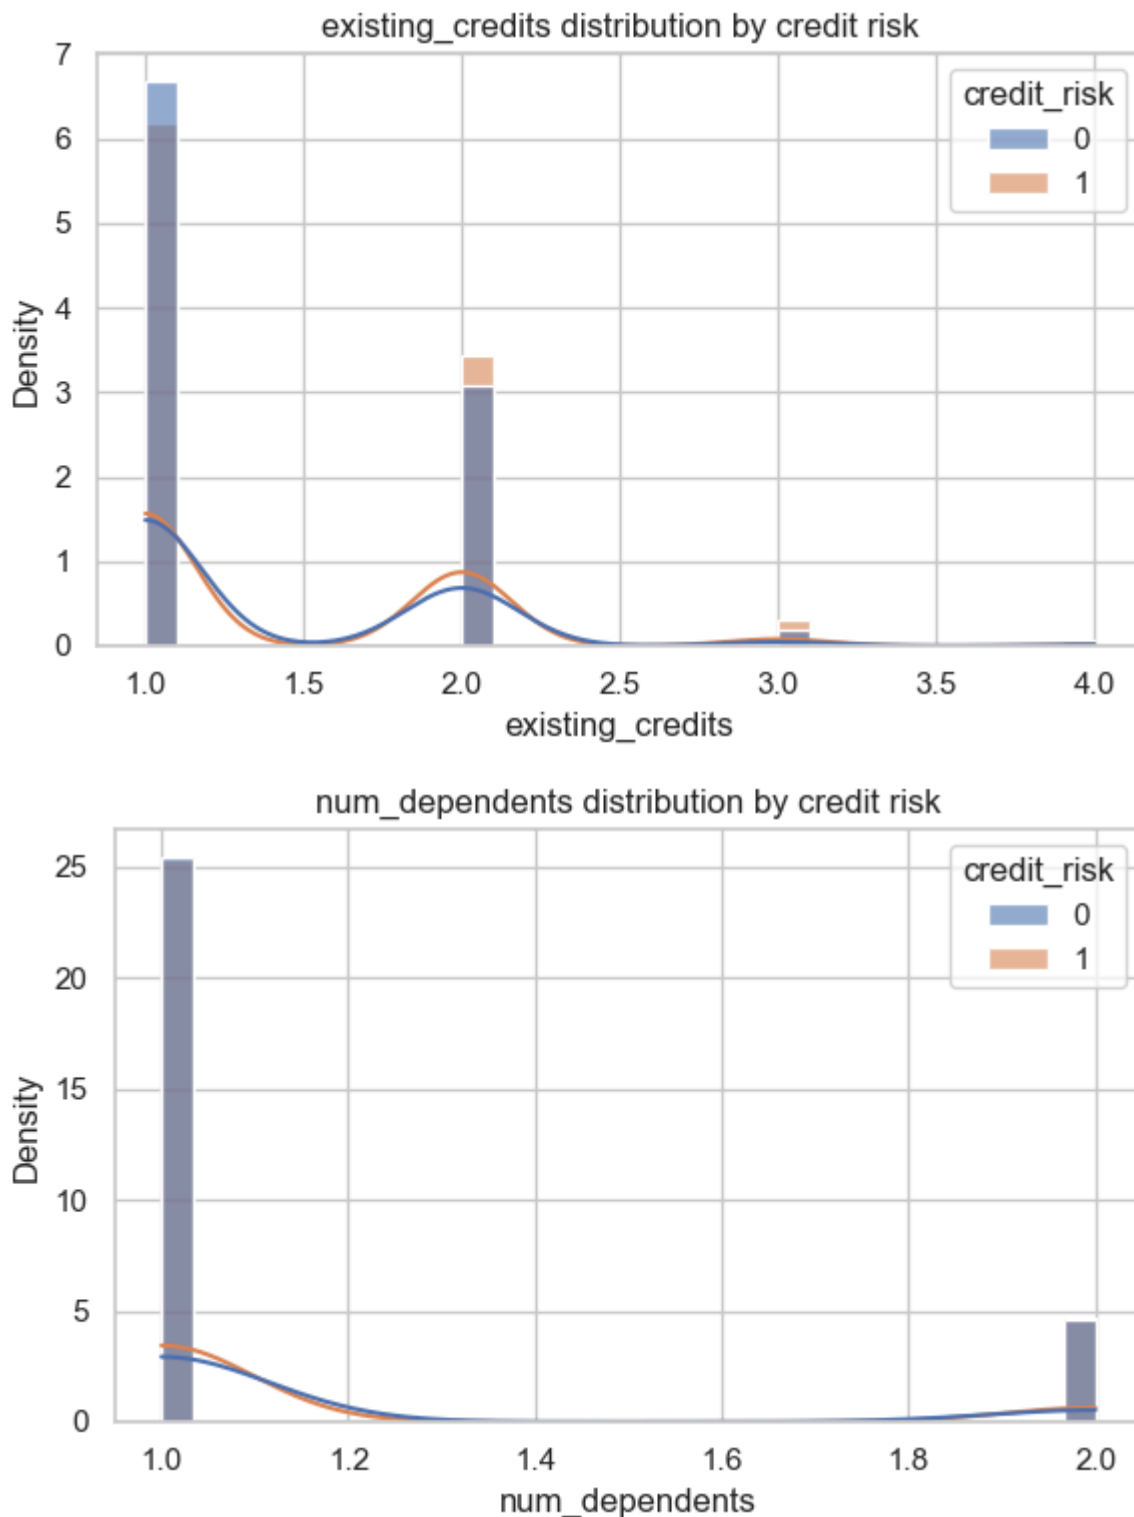 existing_credits distribution by credit risk
7
6
5
4
3
2
1
0
Density
credit_risk
0
1
1.0 1.5 2.0 2.5 3.0 3.5 4.0
existing_credits
num_dependents distribution by credit risk
25
20
15
10
5
0
Density
credit_risk
0
1
1.0 1.2 1.4 1.6 1.8 2.0
num_dependents